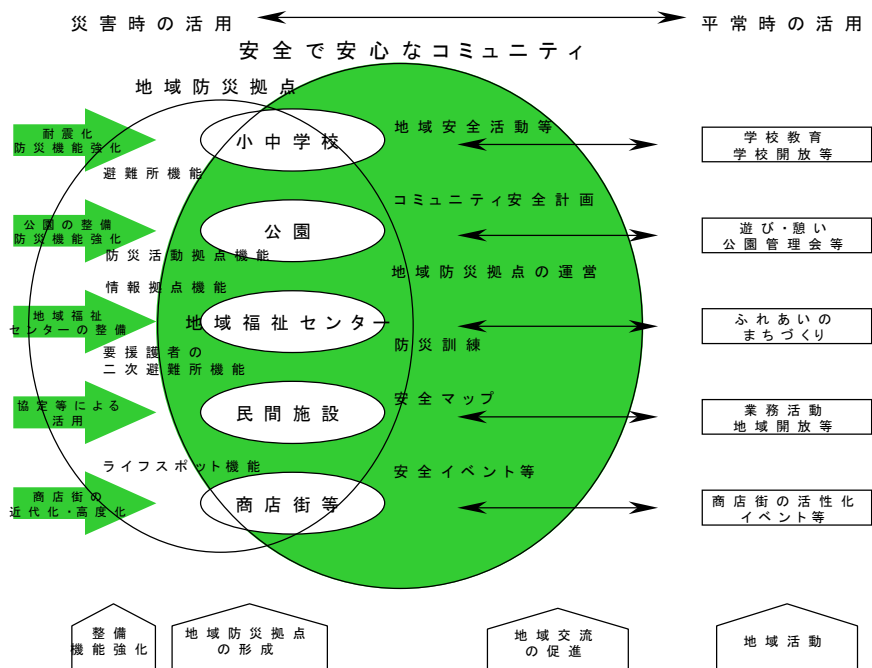 災害時の活用
平常時の活用
安全で安心なコミュニティ
地域防災拠点
耐震化
防災機能強化
小中学校
地域安全活動等
学校教育
学校開放等
避難所機能
コミュニティ安全計画
公園の整備
防災機能強化
公園
遊び・憩い
公園管理会等
防災活動拠点機能
地域防災拠点の運営
情報拠点機能
地域福祉
センターの整備
地域福祉センター
ふれあいの
まちづくり
防災訓練
要援護者の
二次避難所機能
安全マップ
協定等による
活用
民間施設
業務活動
地域開放等
ライフスポット機能
安全イベント等
商店街の
近代化・高度化
商店街等
商店街の活性化
イベント等
整備
機能強化
地域防災拠点
の形成
地域交流
の促進
地域活動